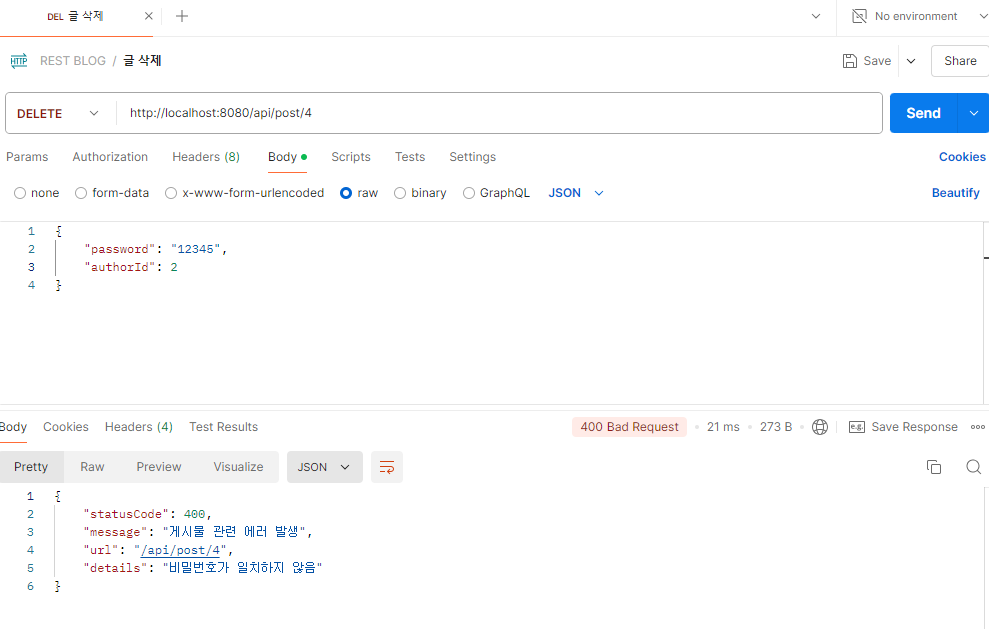 DEL 글 삭제
No environment
HTTP REST BLOG / 글 삭제
Save
Share
DELETE
http://localhost:8080/api/post/4
Send
Params Authorization Headers (8) Body Scripts Tests Settings Cookies
none form-data x-www-form-urlencoded raw binary GraphQL JSON Beautify
1 {
2 "password": "12345",
3 "authorId": 2
4 }
Body Cookies Headers (4) Test Results 400 Bad Request 21 ms 273 B e.g. Save Response
Pretty Raw Preview Visualize JSON
1 {
2 "statusCode": 400,
3 "message": "게시물 관련 에러 발생",
4 "url": "/api/post/4",
5 "details": "비밀번호가 일치하지 않음"
6 }